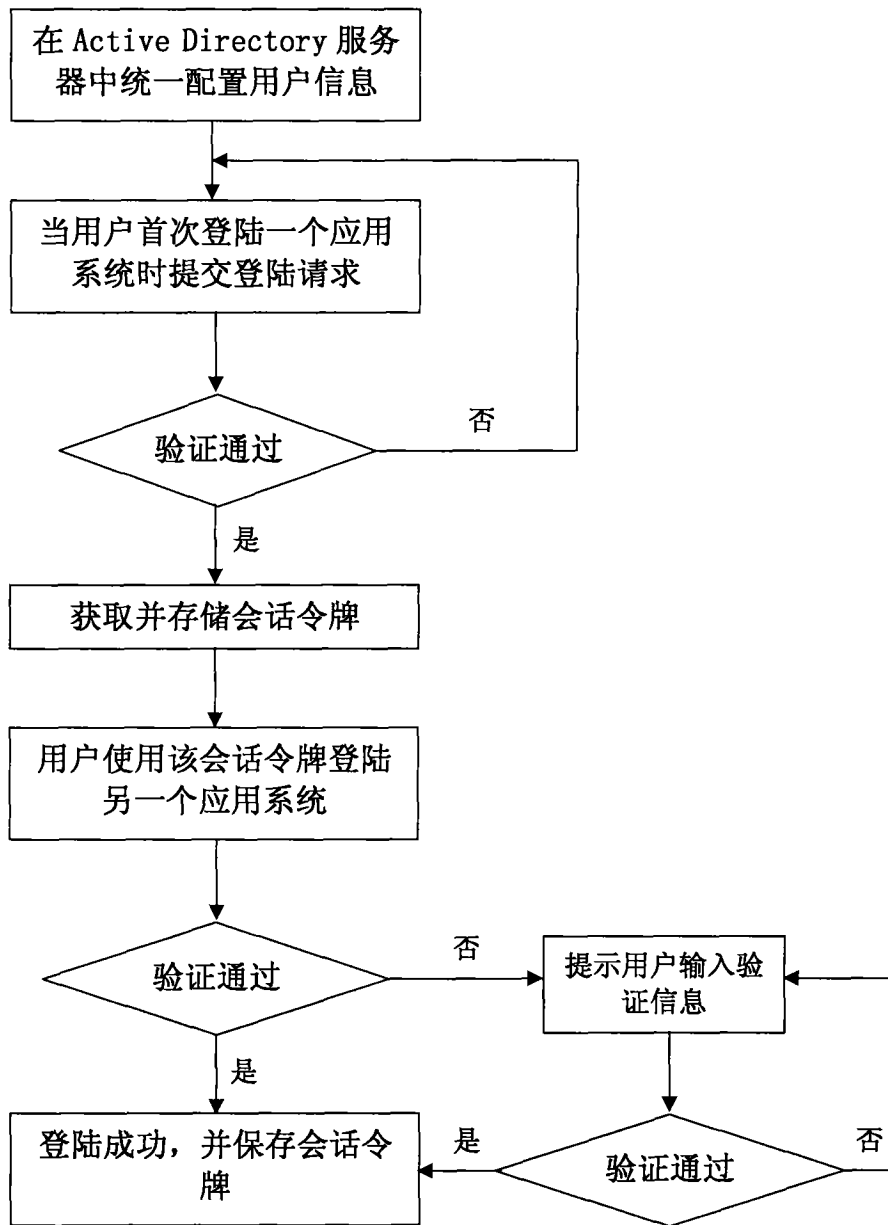 在 Active Directory 服务
器中统一配置用户信息
当用户首次登陆一个应用
系统时提交登陆请求
验证通过
否
是
获取并存储会话令牌
用户使用该会话令牌登陆
另一个应用系统
验证通过
否
提示用户输入验
证信息
是
登陆成功，并保存会话令
牌
是
验证通过
否